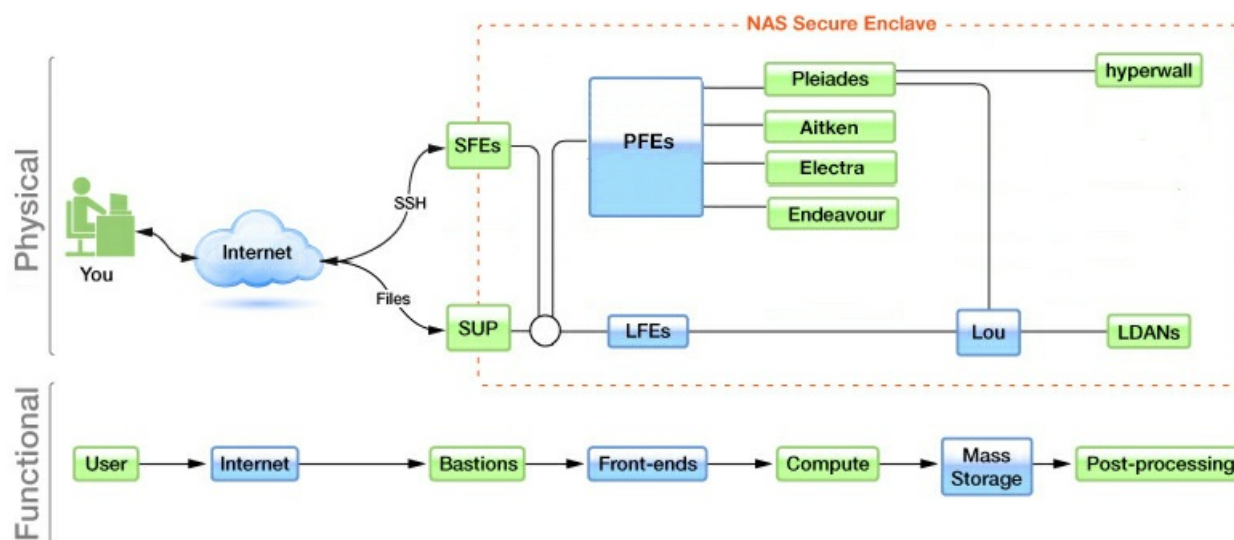 NAS Secure Enclave
Physical
You
Internet
SSH
Files
SFEs
SUP
PFEs
Pleiades
Aitken
Electra
Endeavour
hyperwall
LFEs
Lou
LDANs
Functional
User
Internet
Bastions
Front-ends
Compute
Mass
Storage
Post-processing